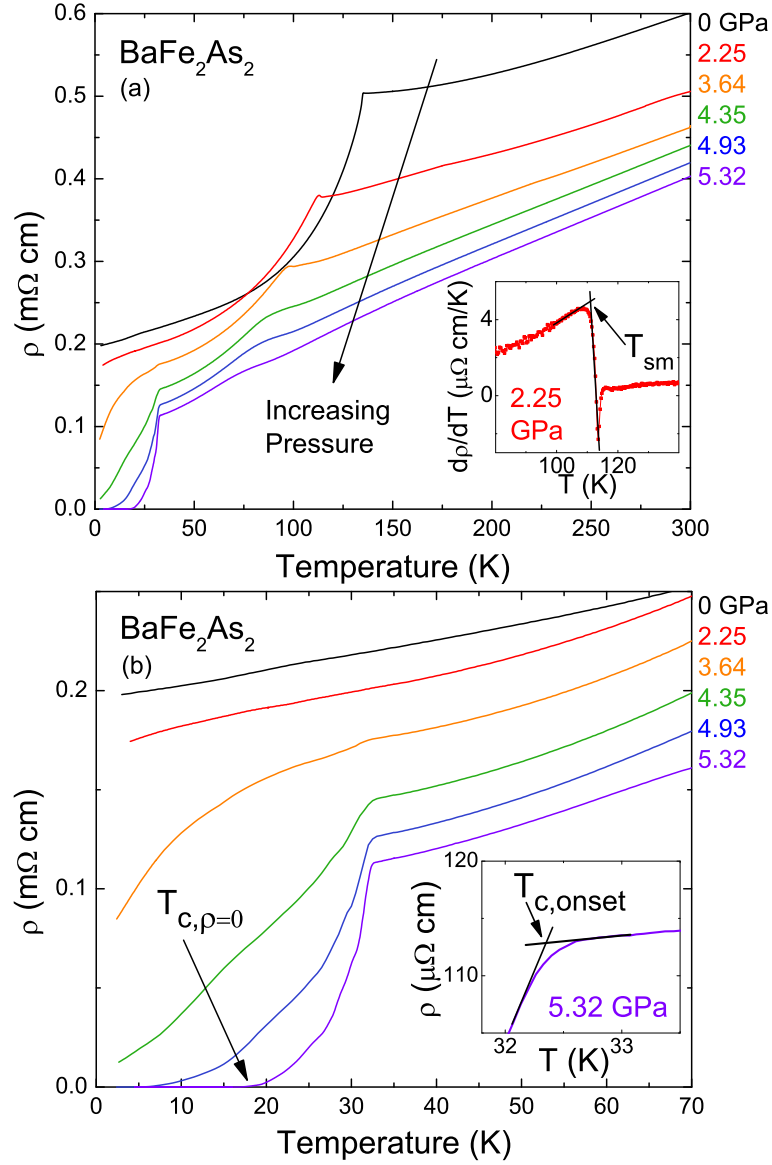 0.6
0.5
0.4
0.3
0.2
0.1
0.0
ρ (mΩ cm)
BaFe₂As₂
(a)
0 GPa
2.25
3.64
4.35
4.93
5.32
Increasing
Pressure
dρ/dT (μΩ cm/K)
4
0
T_sm
2.25
GPa
100 120
T (K)
0 50 100 150 200 250 300
Temperature (K)
0.2
0.1
0.0
ρ (mΩ cm)
BaFe₂As₂
(b)
0 GPa
2.25
3.64
4.35
4.93
5.32
T_c,ρ=0
120
110
ρ (μΩ cm)
T_c,onset
5.32 GPa
32 33
T (K)
0 10 20 30 40 50 60 70
Temperature (K)